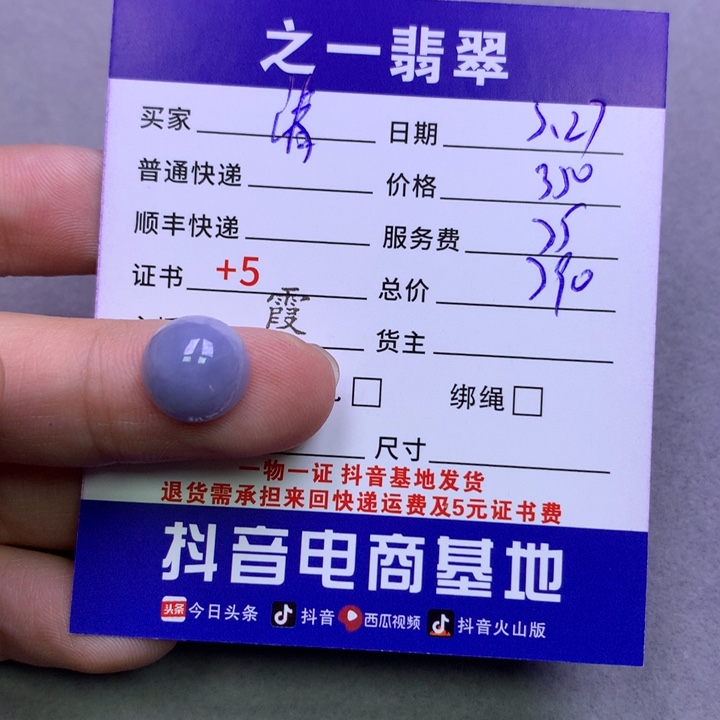 之一翡翠
买家 日期 3.27
普通快递 价格 350
顺丰快递 服务费 35
证书 +5 总价 390
霞 货主
绑绳
尺寸
一物一证 抖音基地发货
退货需承担来回快递运费及5元证书费
抖音电商基地
头条 今日头条 抖音 西瓜视频 抖音火山版